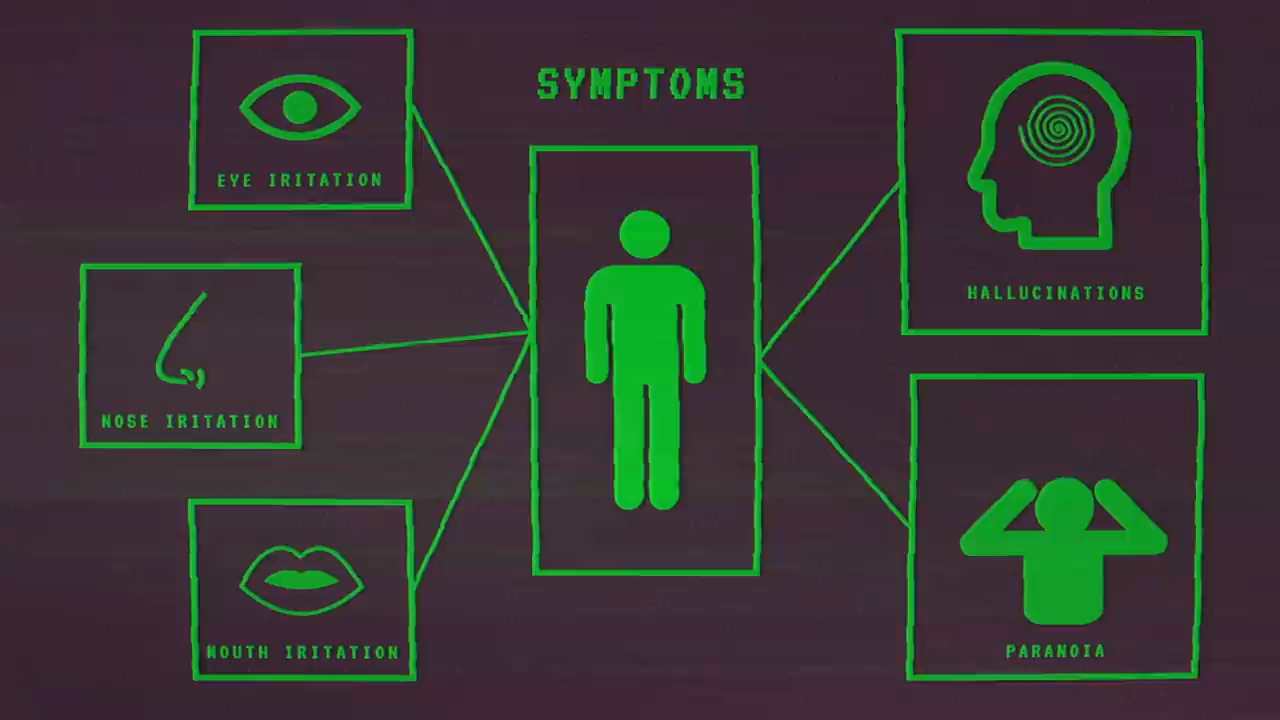 SYMPTOMS
EYE IRITATION
NOSE IRITATION
MOUTH IRITATION
HALLUCINATIONS
PARANOIA